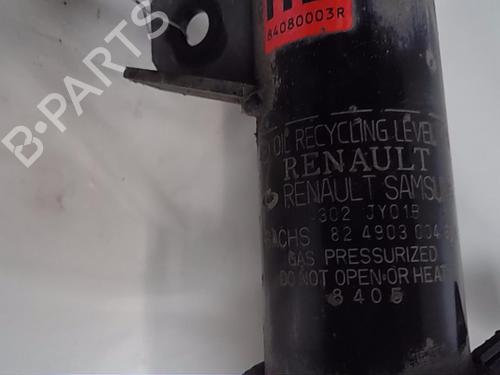 84080003R
OIL RECYCLING LEVEL
RENAULT
RENAULT SAMSU
302 JY01B
SACHS 82 4903 004
GAS PRESSURIZED
DO NOT OPEN OR HEAT
8405
B-PARTS